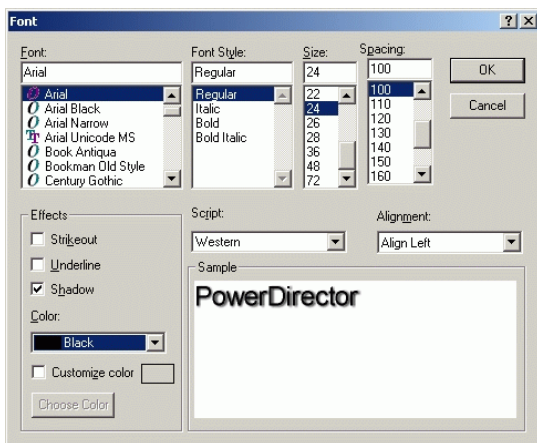 Font
Font: Font Style: Size: Spacing:
Arial Regular 24 100 OK
Arial Regular 22 100
Arial Black Italic 24 110 Cancel
Arial Narrow Bold 26 120
Arial Unicode MS Bold Italic 28 130
Book Antiqua 36 140
Bookman Old Style 48 150
Century Gothic 72 160
Effects Script: Alignment:
Strikeout Western Align Left
Underline Sample
Shadow PowerDirector
Color:
Black
Customize color
Choose Color